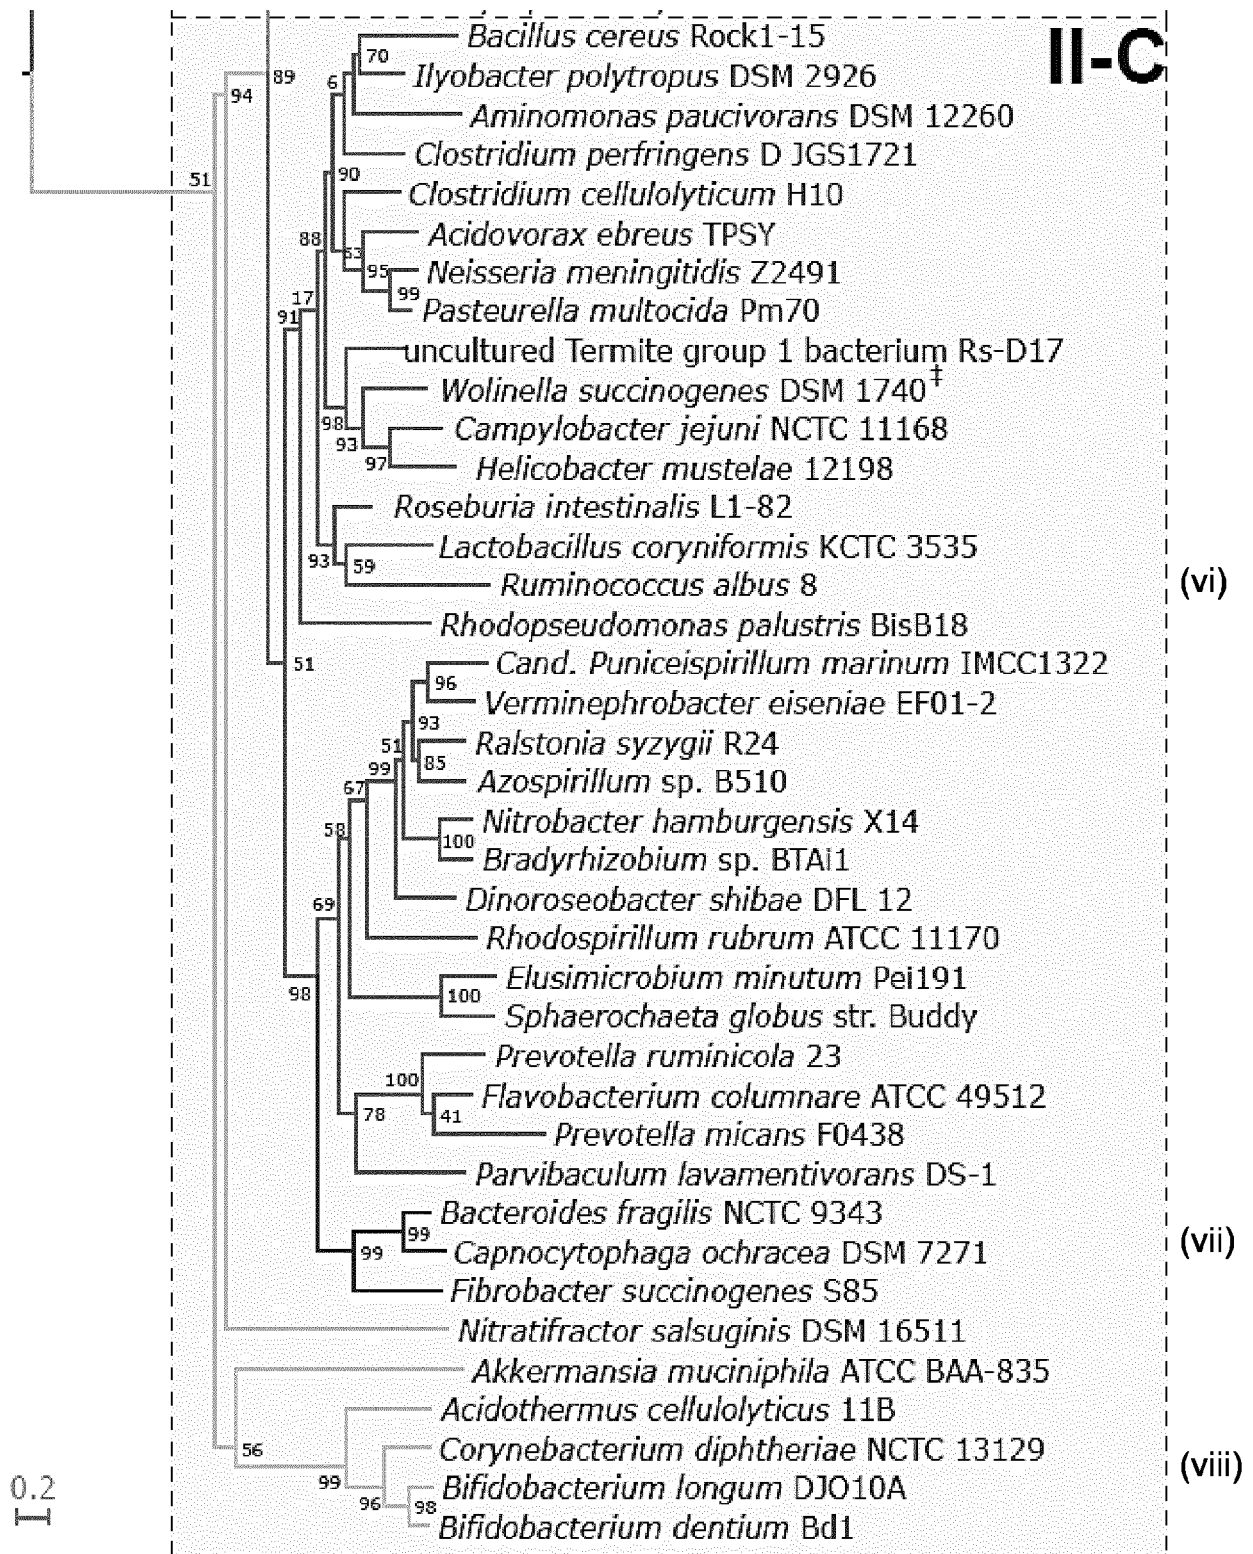 II-C
Bacillus cereus Rock1-15
70
Ilyobacter polytropus DSM 2926
89
6
94
Aminomonas paucivorans DSM 12260
Clostridium perfringens D JGS1721
90
51
Clostridium cellulolyticum H10
Acidovorax ebreus TPSY
88
63
95
Neisseria meningitidis Z2491
99
17
Pasteurella multocida Pm70
91
uncultured Termite group 1 bacterium Rs-D17
Wolinella succinogenes DSM 1740‡
98
Campylobacter jejuni NCTC 11168
93
97
Helicobacter mustelae 12198
Roseburia intestinalis L1-82
Lactobacillus coryniformis KCTC 3535
93
59
Ruminococcus albus 8
(vi)
Rhodopseudomonas palustris BisB18
51
Cand. Puniceispirillum marinum IMCC1322
96
Verminephrobacter eiseniae EF01-2
93
Ralstonia syzygii R24
51
85
99
Azospirillum sp. B510
67
Nitrobacter hamburgensis X14
58
100
Bradyrhizobium sp. BTAi1
Dinoroseobacter shibae DFL 12
69
Rhodospirillum rubrum ATCC 11170
Elusimicrobium minutum Pei191
98
100
Sphaerochaeta globus str. Buddy
Prevotella ruminicola 23
100
Flavobacterium columnare ATCC 49512
78
41
Prevotella micans F0438
Parvibaculum lavamentivorans DS-1
Bacteroides fragilis NCTC 9343
99
(vii)
99
Capnocytophaga ochracea DSM 7271
Fibrobacter succinogenes S85
Nitratifractor salsuginis DSM 16511
Akkermansia muciniphila ATCC BAA-835
Acidothermus cellulolyticus 11B
56
Corynebacterium diphtheriae NCTC 13129
(viii)
99
Bifidobacterium longum DJO10A
96
98
Bifidobacterium dentium Bd1
0.2